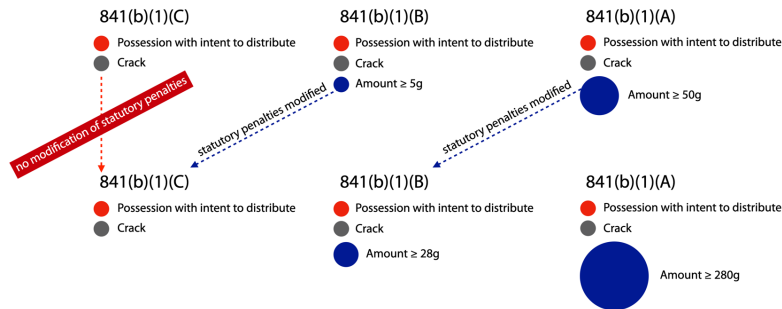 841(b)(1)(C)
Possession with intent to distribute
Crack
841(b)(1)(B)
Possession with intent to distribute
Crack
Amount ≥ 5g
841(b)(1)(A)
Possession with intent to distribute
Crack
Amount ≥ 50g
no modification of statutory penalties
statutory penalties modified
statutory penalties modified
841(b)(1)(C)
Possession with intent to distribute
Crack
841(b)(1)(B)
Possession with intent to distribute
Crack
Amount ≥ 28g
841(b)(1)(A)
Possession with intent to distribute
Crack
Amount ≥ 280g